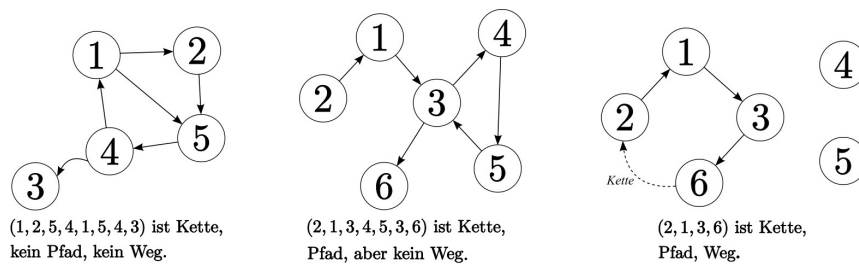 1
2
5
4
3
(1, 2, 5, 4, 1, 5, 4, 3) ist Kette,
kein Pfad, kein Weg.
1
4
2
3
6
5
(2, 1, 3, 4, 5, 3, 6) ist Kette,
Pfad, aber kein Weg.
1
4
2
3
5
6
Kette
(2, 1, 3, 6) ist Kette,
Pfad, Weg.